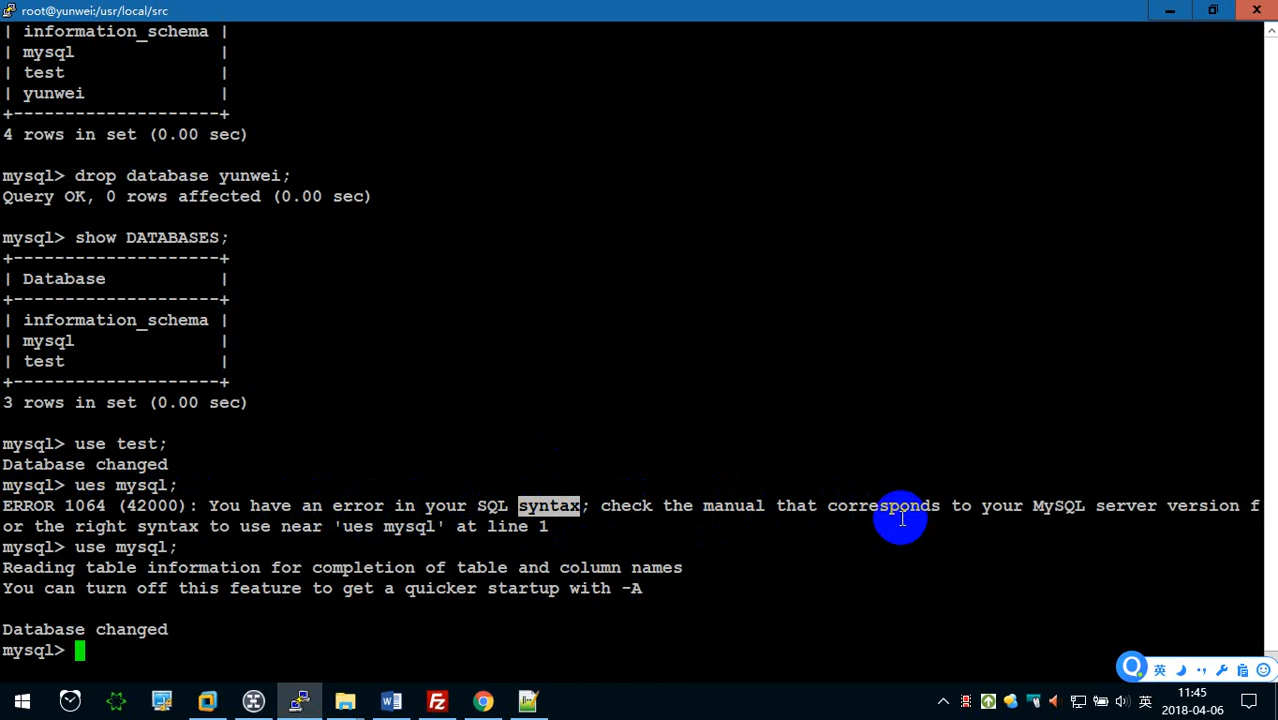 root@yunwei:/usr/local/src
| information_schema |
| mysql              |
| test               |
| yunwei             |
+--------------------+
4 rows in set (0.00 sec)
mysql> drop database yunwei;
Query OK, 0 rows affected (0.00 sec)
mysql> show DATABASES;
+--------------------+
| Database           |
+--------------------+
| information_schema |
| mysql              |
| test               |
+--------------------+
3 rows in set (0.00 sec)
mysql> use test;
Database changed
mysql> ues mysql;
ERROR 1064 (42000): You have an error in your SQL syntax; check the manual that corresponds to your MySQL server version f
or the right syntax to use near 'ues mysql' at line 1
mysql> use mysql;
Reading table information for completion of table and column names
You can turn off this feature to get a quicker startup with -A
Database changed
mysql>
英
英
11:45
2018-04-06